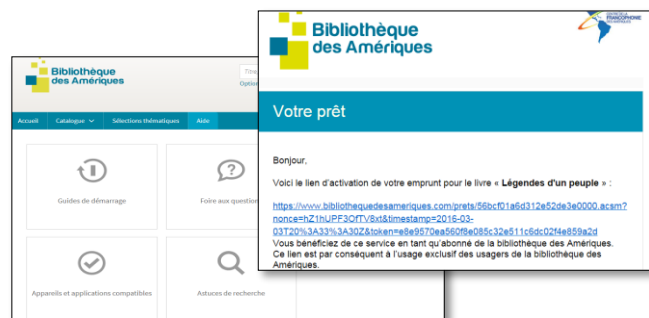 Bibliothèque
des Amériques
Accueil
Catalogue
Sélections thématiques
Aide
Guides de démarrage
Foire aux question
Appareils et applications compatibles
Astuces de recherche
Bibliothèque
des Amériques
FRANCOPHONIE
DES AMÉRIQUES
Votre prêt
Bonjour,
Voici le lien d'activation de votre emprunt pour le livre « Légendes d'un peuple » :
https://www.bibliothequedesameriques.com/prets/56bcf01a6d312e52de3e0000.acsm?
nonce=hZ1hUPF3OfTV8xt&timestamp=2016-03-
03T20%3A33%3A30Z&token=e8e9570ea560f8e085c32e511c6dc02f4e859a2d
Vous bénéficiez de ce service en tant qu'abonné de la bibliothèque des Amériques.
Ce lien est par conséquent à l'usage exclusif des usagers de la bibliothèque des
Amériques.